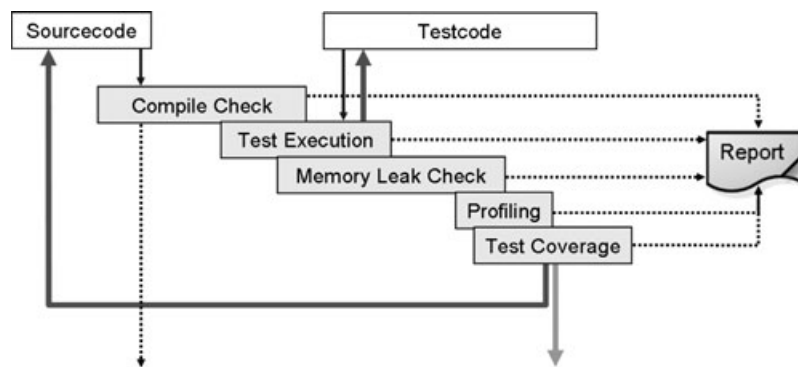 Sourcecode
Testcode
Compile Check
Test Execution
Report
Memory Leak Check
Profiling
Test Coverage